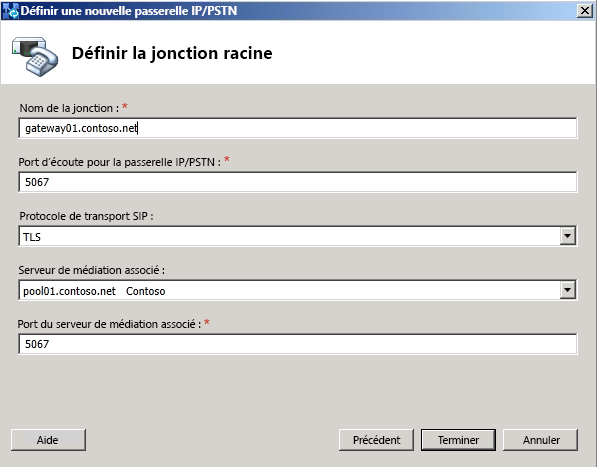 Définir une nouvelle passerelle IP/PSTN
Définir la jonction racine
Nom de la jonction : *
gateway01.contoso.net
Port d'écoute pour la passerelle IP/PSTN : *
5067
Protocole de transport SIP :
TLS
Serveur de médiation associé :
pool01.contoso.net Contoso
Port du serveur de médiation associé : *
5067
Aide Précédent Terminer Annuler